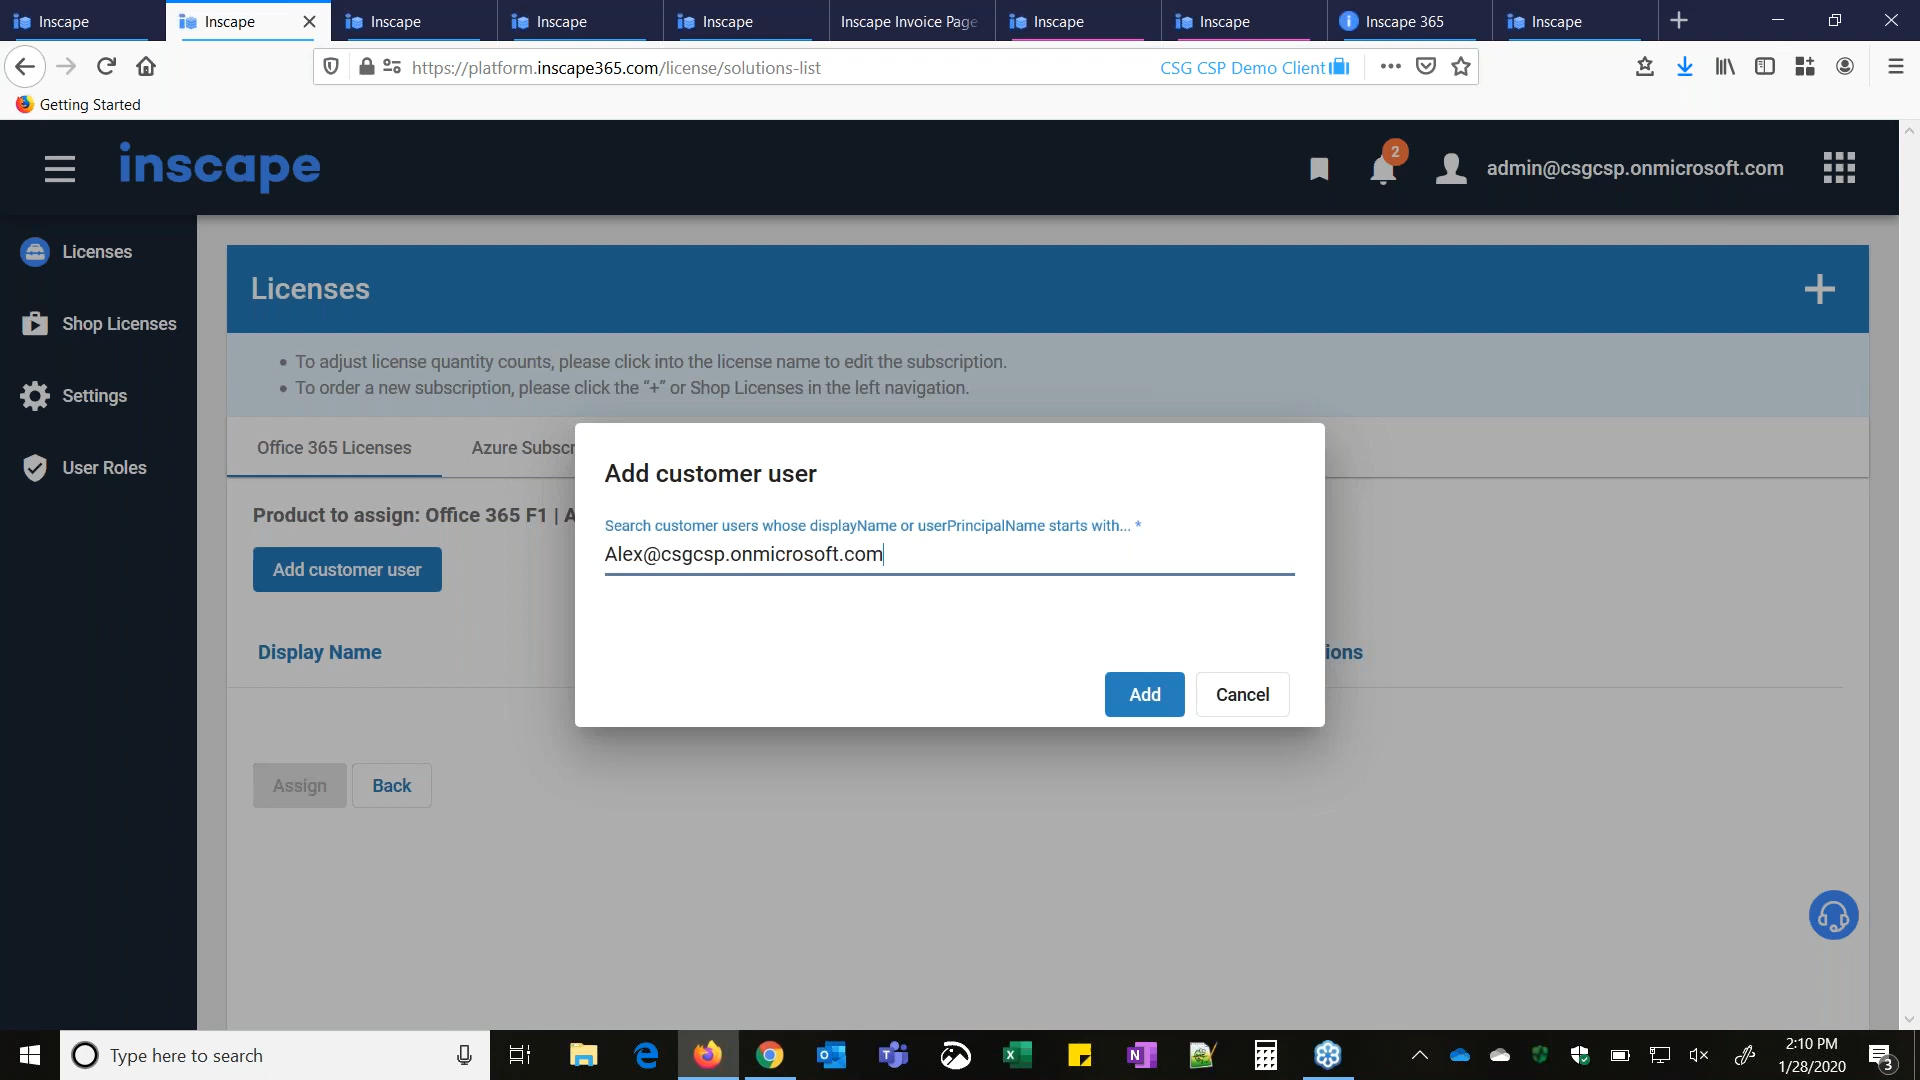 Inscape
Inscape
Inscape
Inscape
Inscape
Inscape Invoice Page
Inscape
Inscape
Inscape 365
Inscape
https://platform.inscape365.com/license/solutions-list
CSG CSP Demo Client
Getting Started
inscape
2
admin@csgcsp.onmicrosoft.com
Licenses
Shop Licenses
Settings
User Roles
Licenses
• To adjust license quantity counts, please click into the license name to edit the subscription.
• To order a new subscription, please click the “+” or Shop Licenses in the left navigation.
Office 365 Licenses
Azure Subscr
Product to assign: Office 365 F1 | A
Add customer user
Display Name
ions
Assign
Back
Add customer user
Search customer users whose displayName or userPrincipalName starts with... *
Alex@csgcsp.onmicrosoft.com
Add
Cancel
Type here to search
2:10 PM
1/28/2020
3